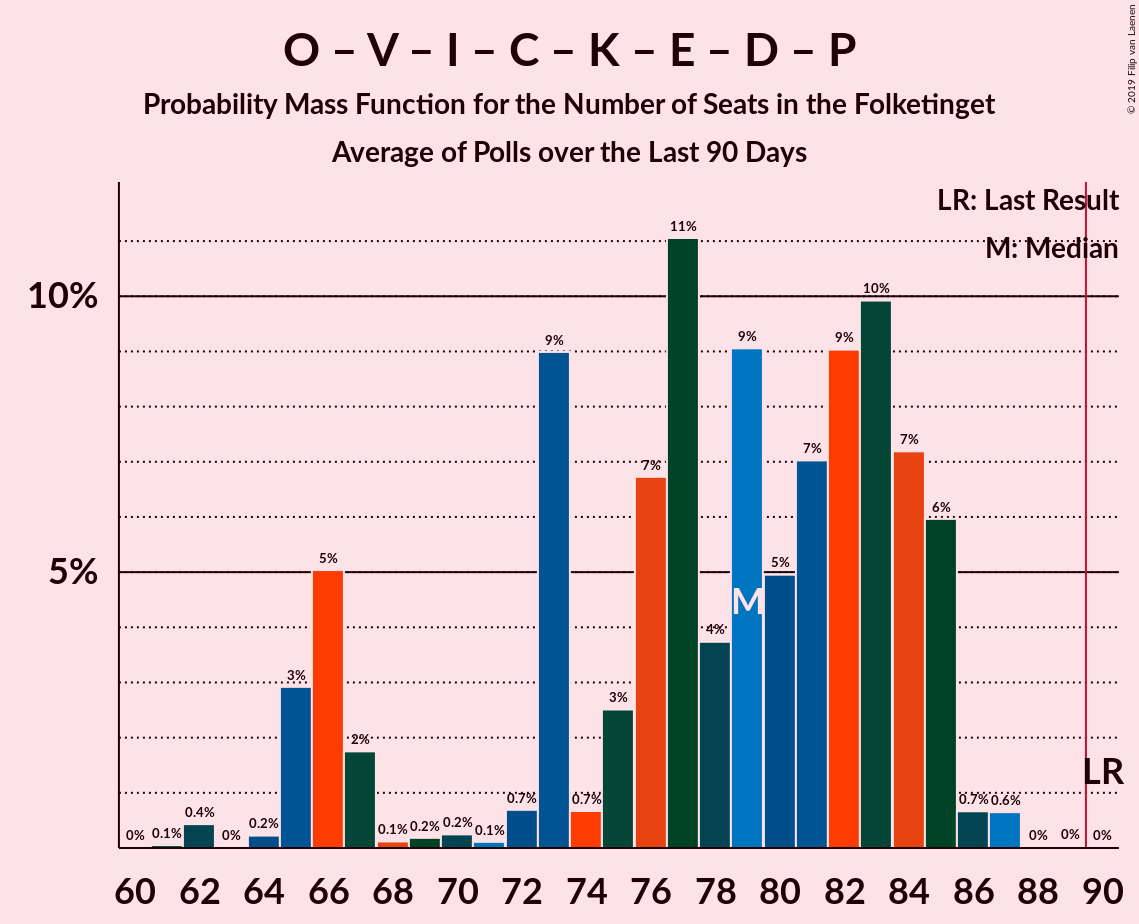 O – V – I – C – K – E – D – P
Probability Mass Function for the Number of Seats in the Folketinget
Average of Polls over the Last 90 Days
© 2019 Filip van Laenen
LR: Last Result
M: Median
10%
5%
0% 0.1% 0.4% 0% 0.2% 3% 5% 2% 0.1% 0.2% 0.2% 0.1% 0.7% 9% 0.7% 3% 7% 11% 4% 9% 5% 7% 9% 10% 7% 6% 0.7% 0.6% 0% 0% 0%
M
LR
60 62 64 66 68 70 72 74 76 78 80 82 84 86 88 90